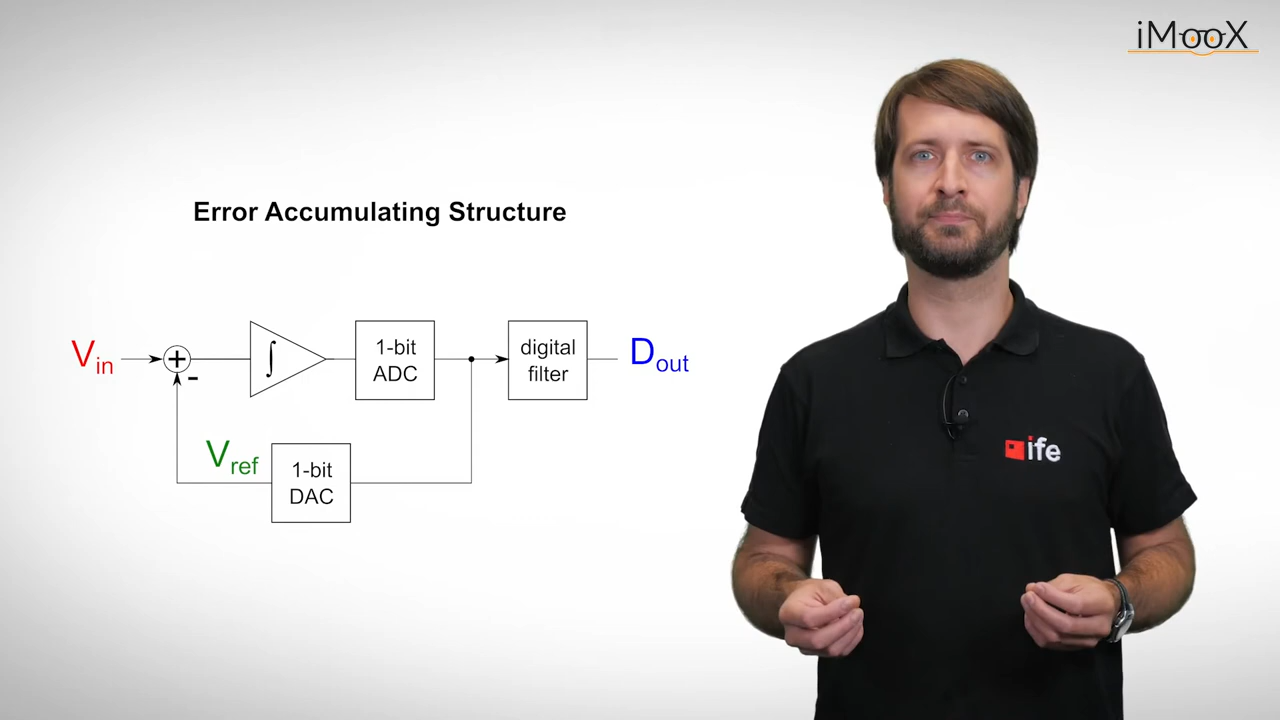 iMooX
Error Accumulating Structure
Vin
+
-
∫
1-bit
ADC
digital
filter
Dout
Vref
1-bit
DAC
ife